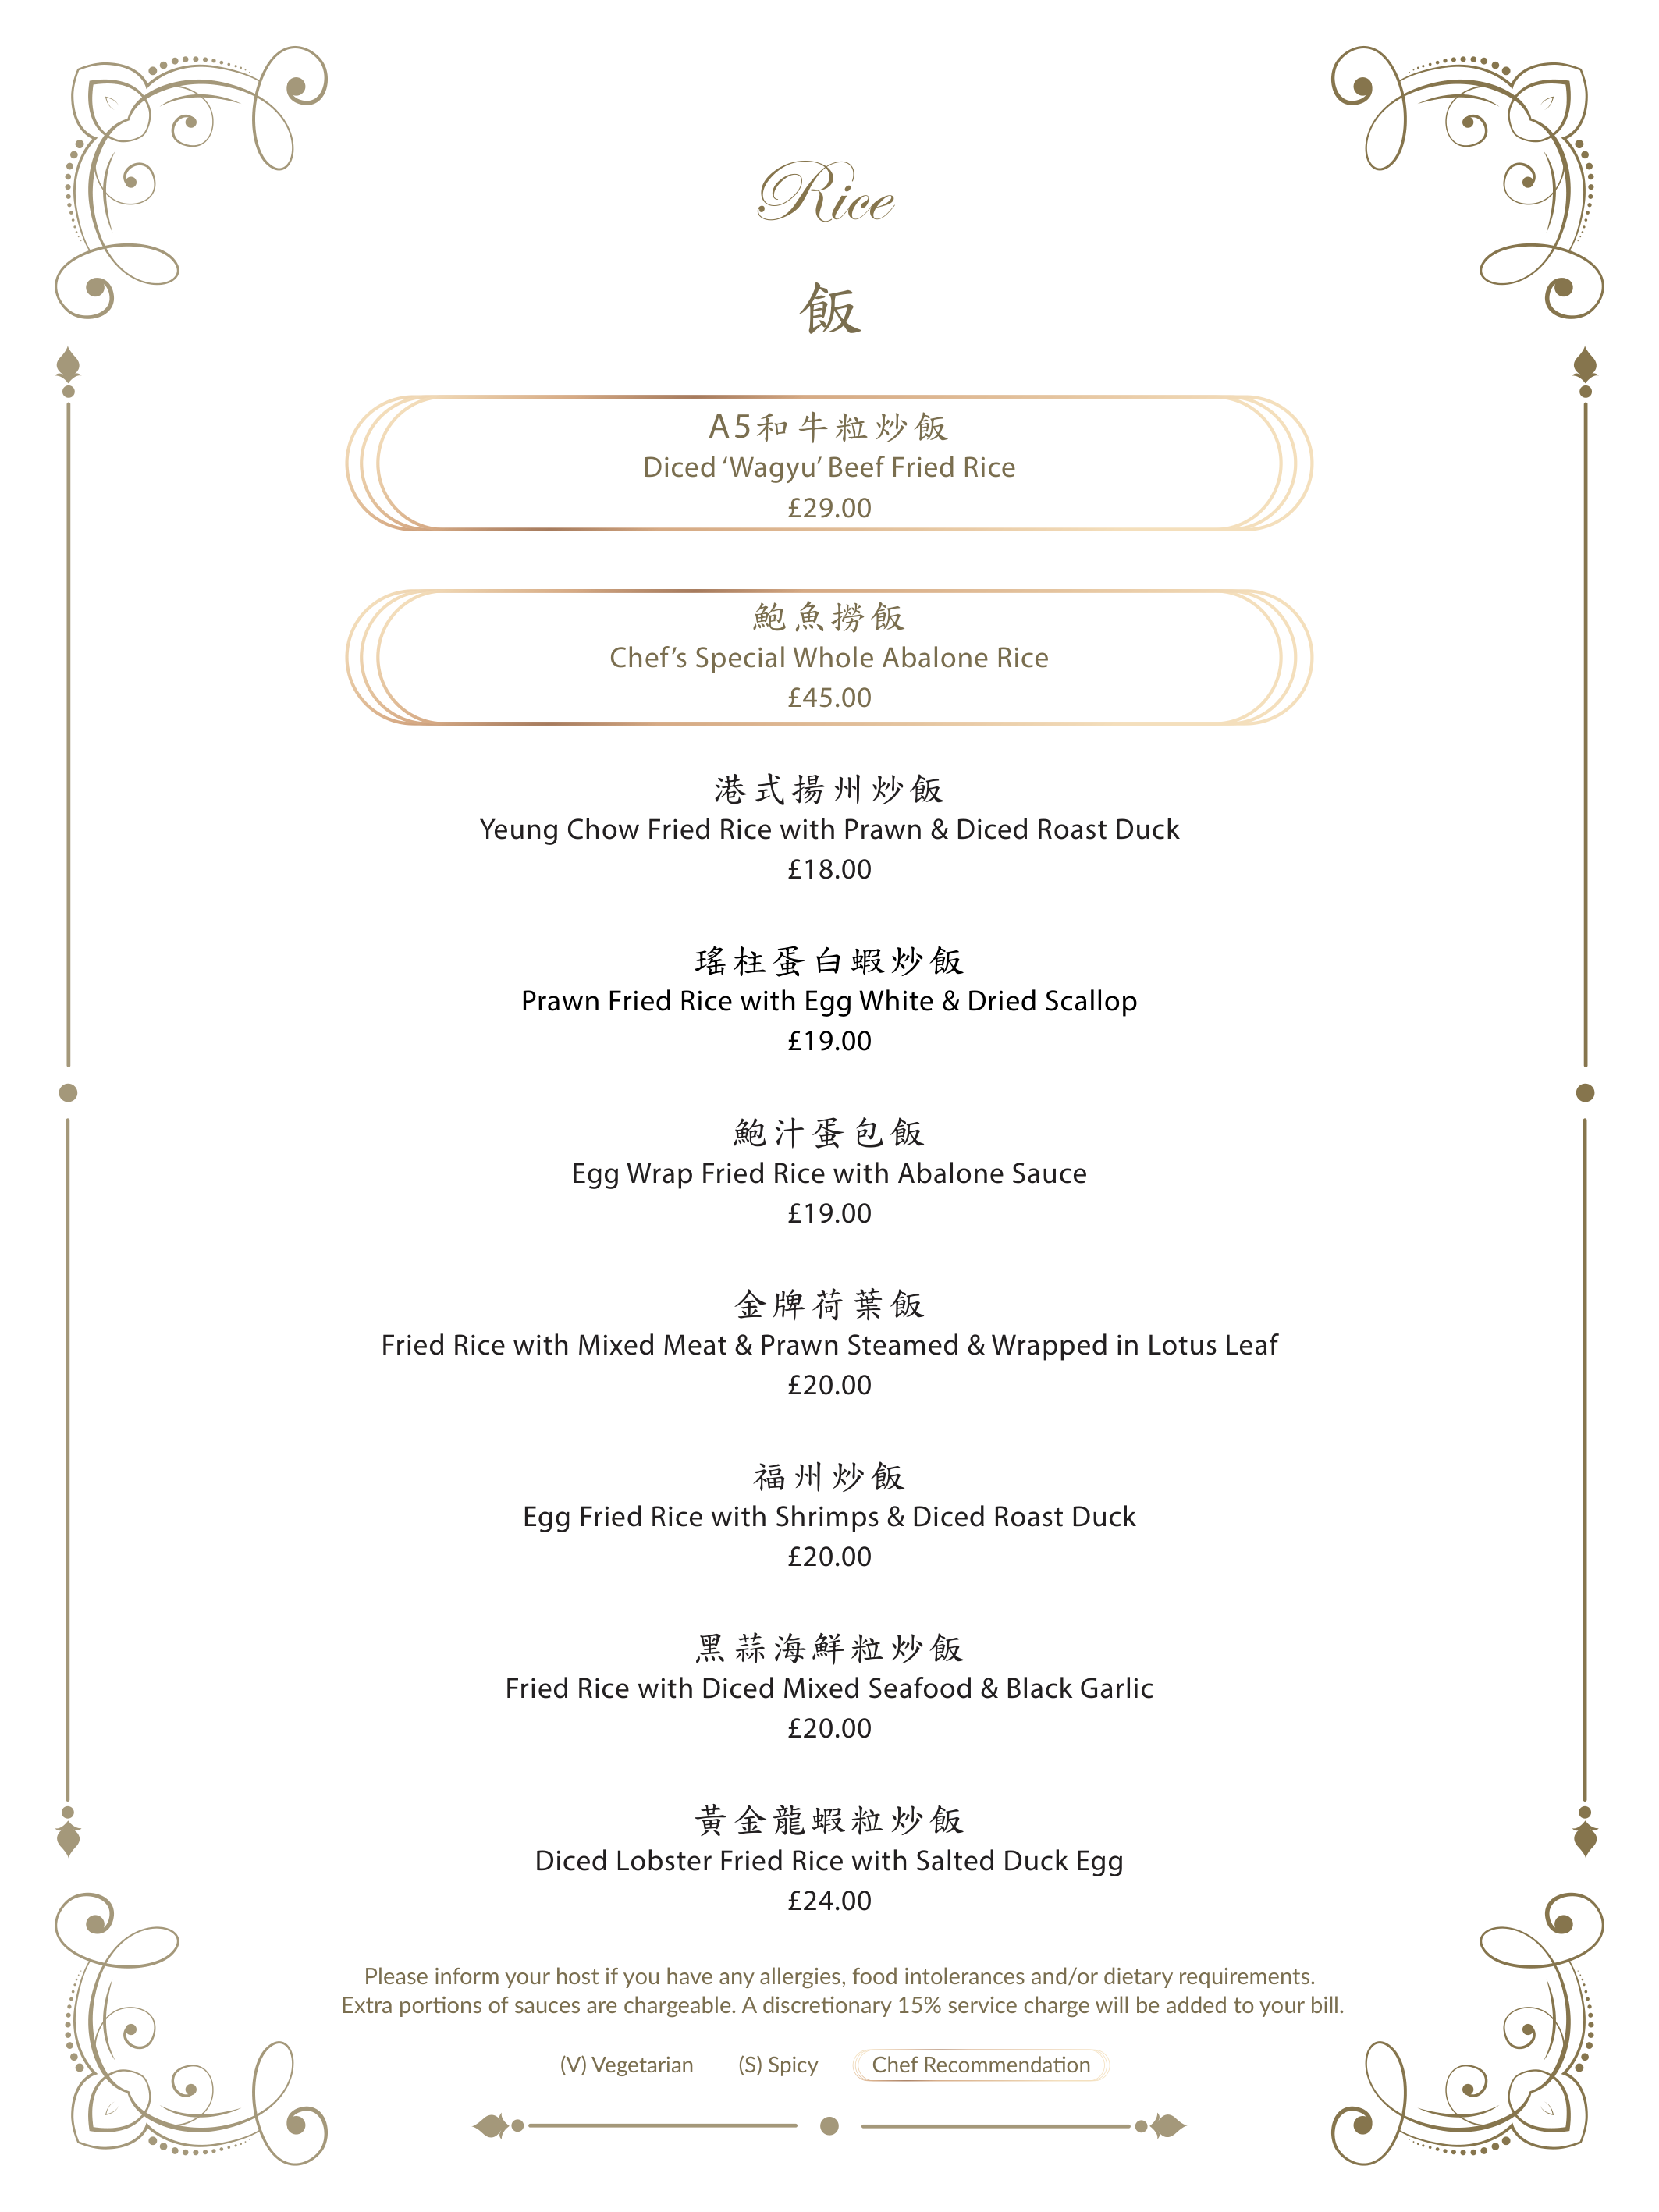 Rice
飯
A5和牛粒炒飯
Diced ‘Wagyu’ Beef Fried Rice
£29.00
鮑魚撈飯
Chef’s Special Whole Abalone Rice
£45.00
港式揚州炒飯
Yeung Chow Fried Rice with Prawn & Diced Roast Duck
£18.00
瑤柱蛋白蝦炒飯
Prawn Fried Rice with Egg White & Dried Scallop
£19.00
鮑汁蛋包飯
Egg Wrap Fried Rice with Abalone Sauce
£19.00
金牌荷葉飯
Fried Rice with Mixed Meat & Prawn Steamed & Wrapped in Lotus Leaf
£20.00
福州炒飯
Egg Fried Rice with Shrimps & Diced Roast Duck
£20.00
黑蒜海鮮粒炒飯
Fried Rice with Diced Mixed Seafood & Black Garlic
£20.00
黃金龍蝦粒炒飯
Diced Lobster Fried Rice with Salted Duck Egg
£24.00
Please inform your host if you have any allergies, food intolerances and/or dietary requirements.
Extra portions of sauces are chargeable. A discretionary 15% service charge will be added to your bill.
(V) Vegetarian (S) Spicy Chef Recommendation